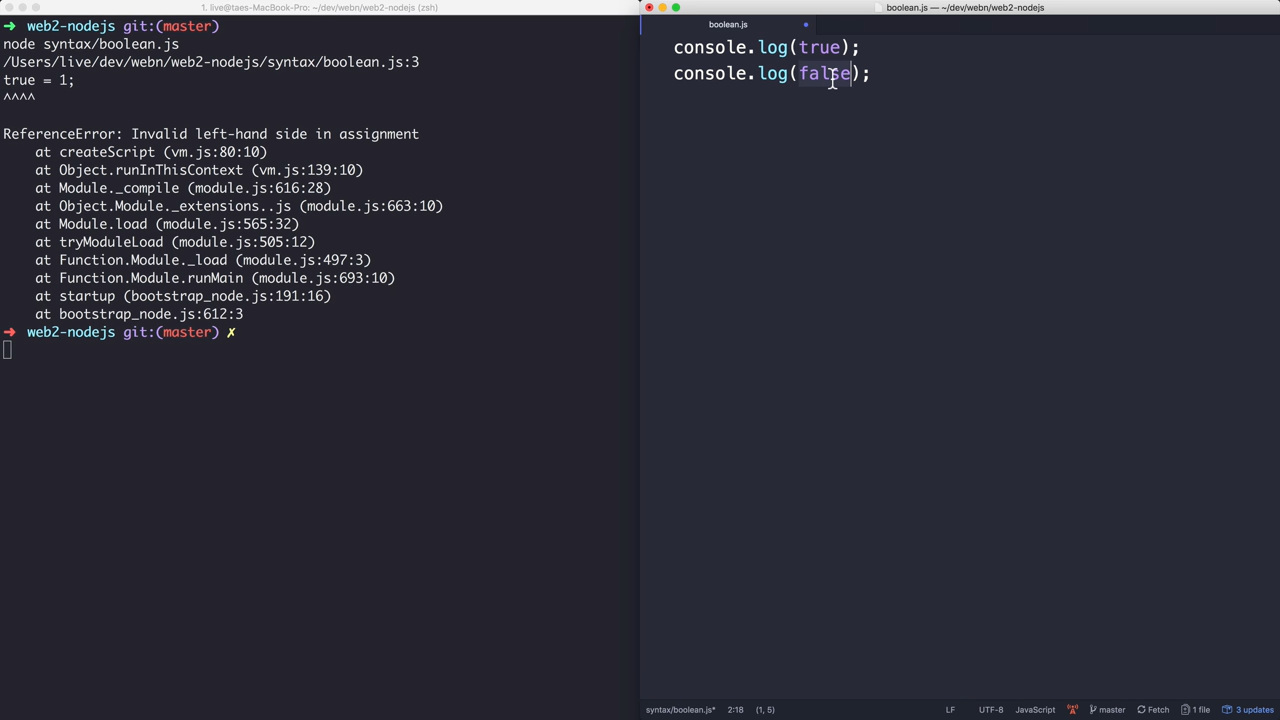 1. live@taes-MacBook-Pro: ~/dev/webn/web2-nodejs (zsh)
➜ web2-nodejs git:(master)
node syntax/boolean.js
/Users/live/dev/webn/web2-nodejs/syntax/boolean.js:3
true = 1;
^^^^
ReferenceError: Invalid left-hand side in assignment
    at createScript (vm.js:80:10)
    at Object.runInThisContext (vm.js:139:10)
    at Module._compile (module.js:616:28)
    at Object.Module._extensions..js (module.js:663:10)
    at Module.load (module.js:565:32)
    at tryModuleLoad (module.js:505:12)
    at Function.Module._load (module.js:497:3)
    at Function.Module.runMain (module.js:693:10)
    at startup (bootstrap_node.js:191:16)
    at bootstrap_node.js:612:3
➜ web2-nodejs git:(master) ✗
boolean.js — ~/dev/webn/web2-nodejs
boolean.js
console.log(true);
console.log(false);
syntax/boolean.js* 2:18 (1, 5) LF UTF-8 JavaScript master Fetch 1 file 3 updates